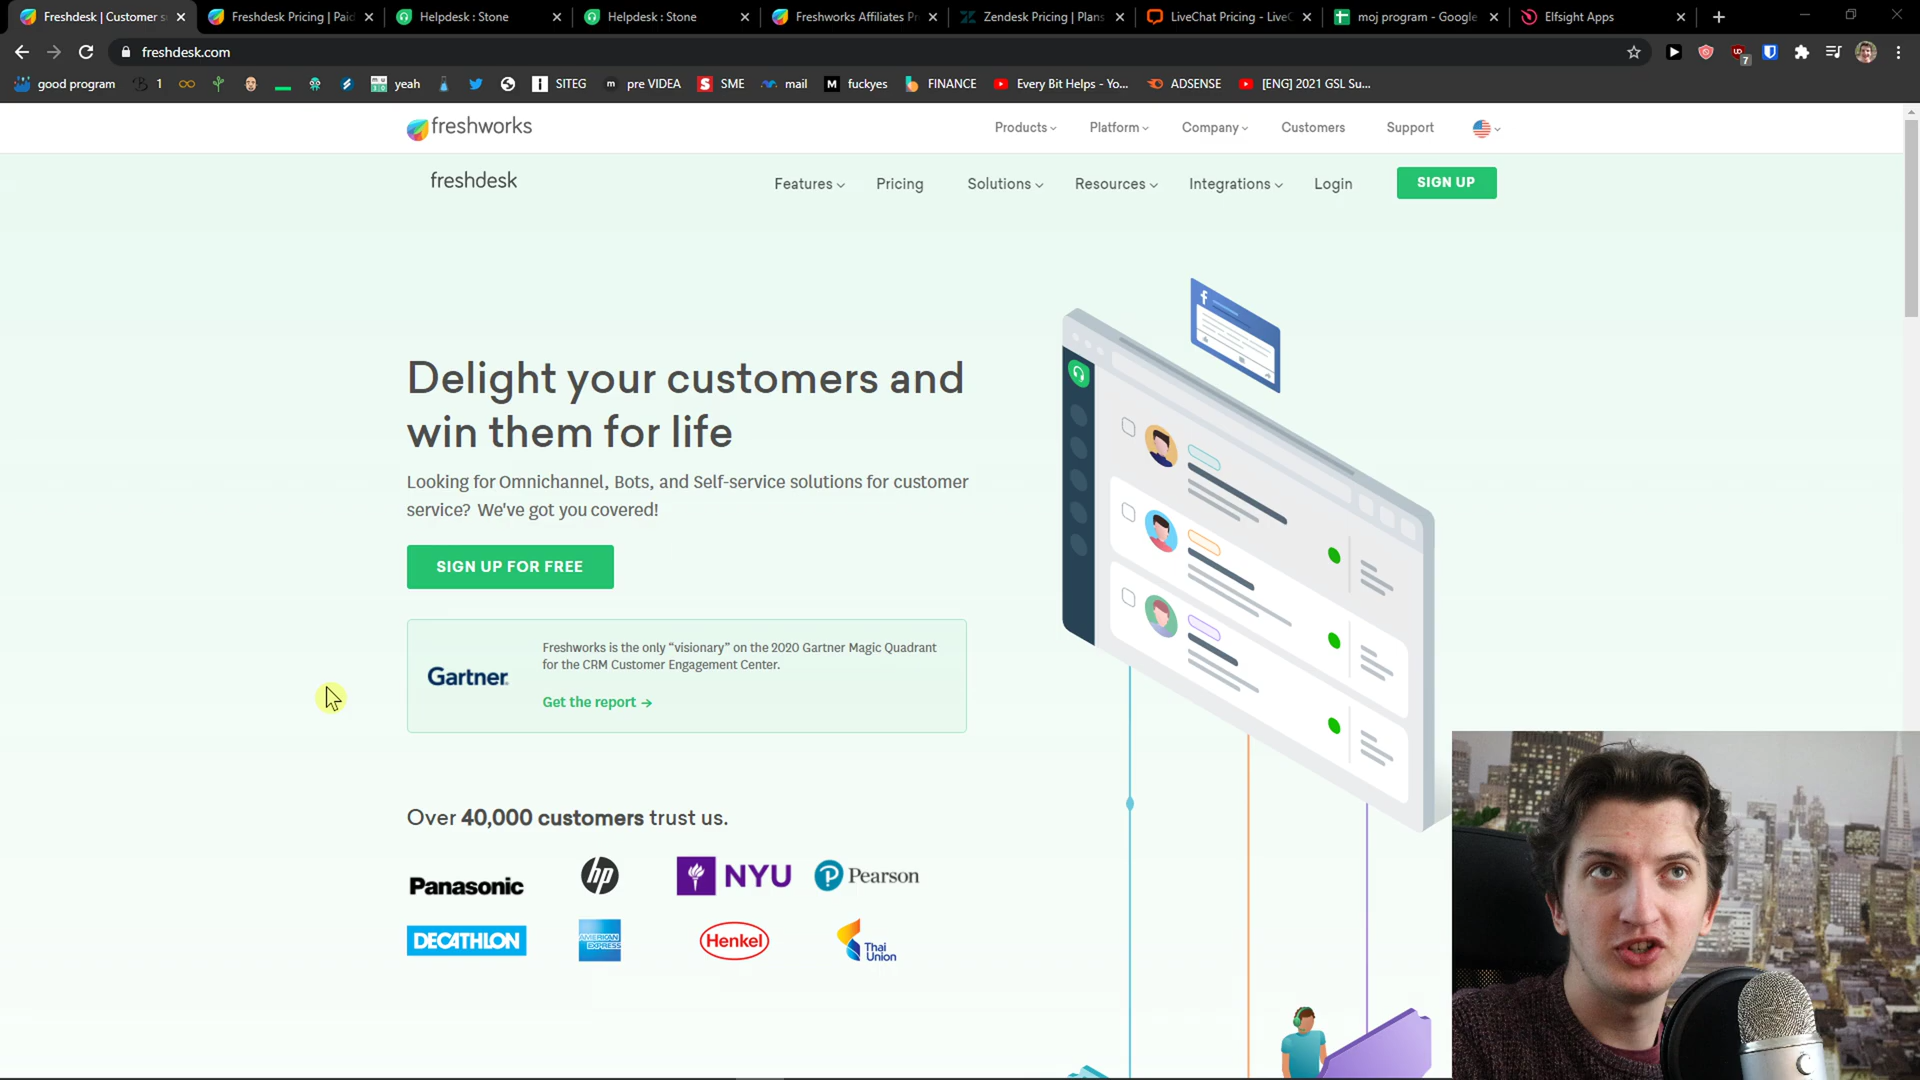 Freshdesk | Customer s
Freshdesk Pricing | Paid
Helpdesk : Stone
Helpdesk : Stone
Freshworks Affiliates Pr
Zendesk Pricing | Plans
LiveChat Pricing - LiveC
moj program - Google
Elfsight Apps
freshdesk.com
7
good program
1
yeah
SITEG
pre VIDEA
SME
mail
fuckyes
FINANCE
Every Bit Helps - Yo...
ADSENSE
[ENG] 2021 GSL Su...
freshworks
Products
Platform
Company
Customers
Support
freshdesk
Features
Pricing
Solutions
Resources
Integrations
Login
SIGN UP
Delight your customers and
win them for life
Looking for Omnichannel, Bots, and Self-service solutions for customer
service? We've got you covered!
SIGN UP FOR FREE
Gartner
Freshworks is the only “visionary” on the 2020 Gartner Magic Quadrant
for the CRM Customer Engagement Center.
Get the report →
Over 40,000 customers trust us.
Panasonic
hp
NYU
Pearson
DECATHLON
AMERICAN EXPRESS
Henkel
Thai Union